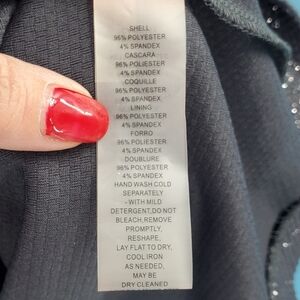 SHELL
96% POLYESTER
4% SPANDEX
CASCARA
96% POLIESTER
4% SPANDEX
COQUILLE
96% POLYESTER
4% SPANDEX
LINING
96% POLYESTER
4% SPANDEX
FORRO
96% POLIESTER
4% SPANDEX
DOUBLURE
96% POLYESTER
4% SPANDEX
HAND WASH COLD
SEPARATELY
-WITH MILD
DETERGENT,DO NOT
BLEACH,REMOVE
PROMPTLY,
RESHAPE,
LAY FLAT TO DRY,
COOL IRON
AS NEEDED,
MAY BE
DRY CLEANED